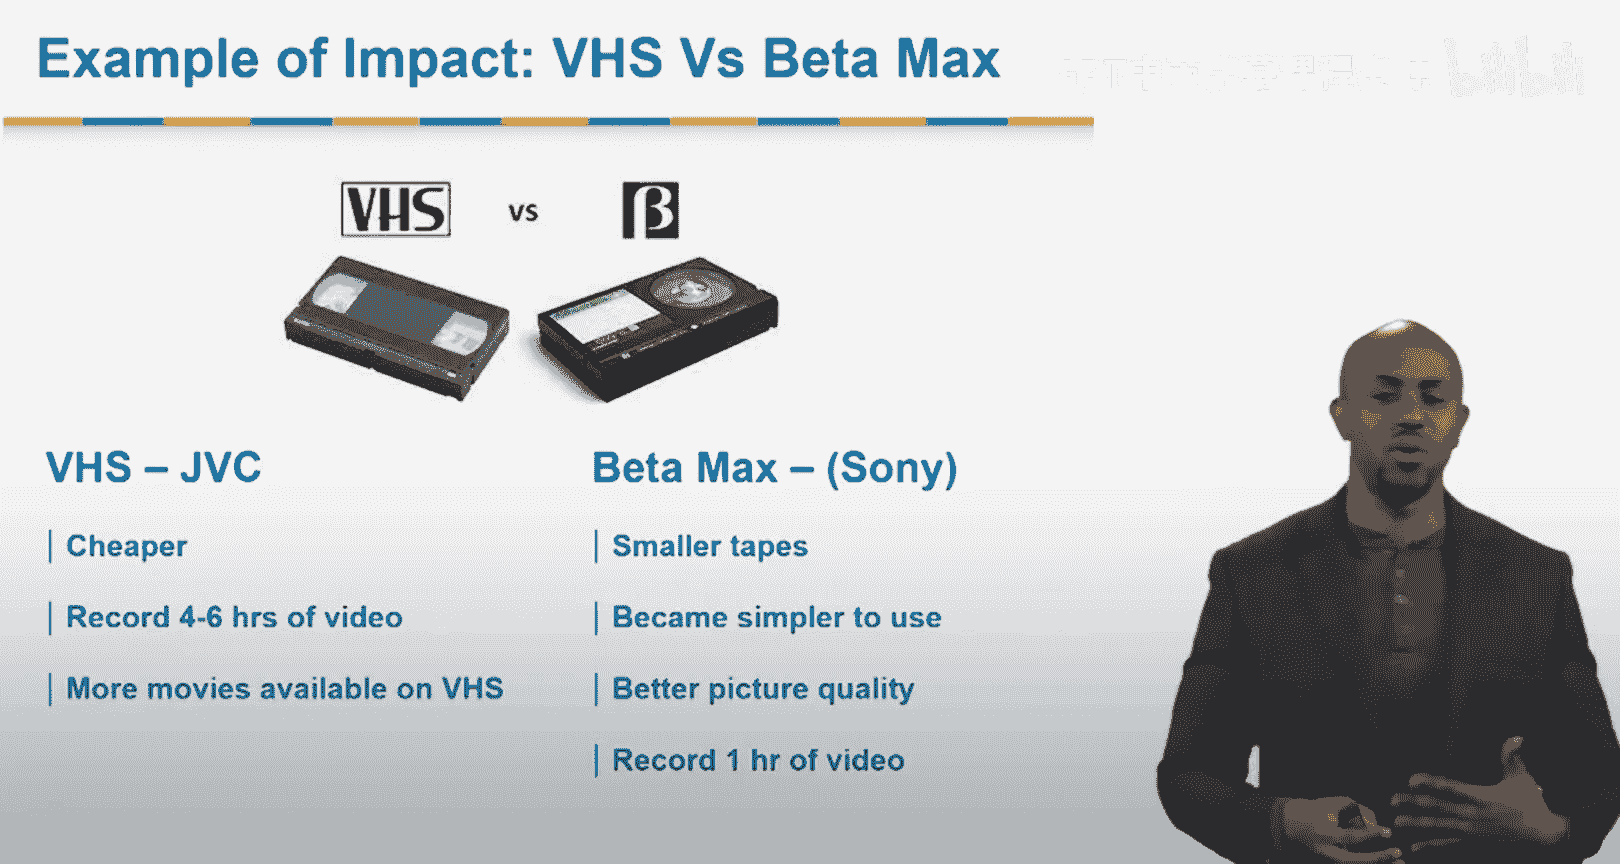 Example of Impact: VHS Vs Beta Max
VHS
vs
β
VHS – JVC
Cheaper
Record 4-6 hrs of video
More movies available on VHS
Beta Max – (Sony)
Smaller tapes
Became simpler to use
Better picture quality
Record 1 hr of video